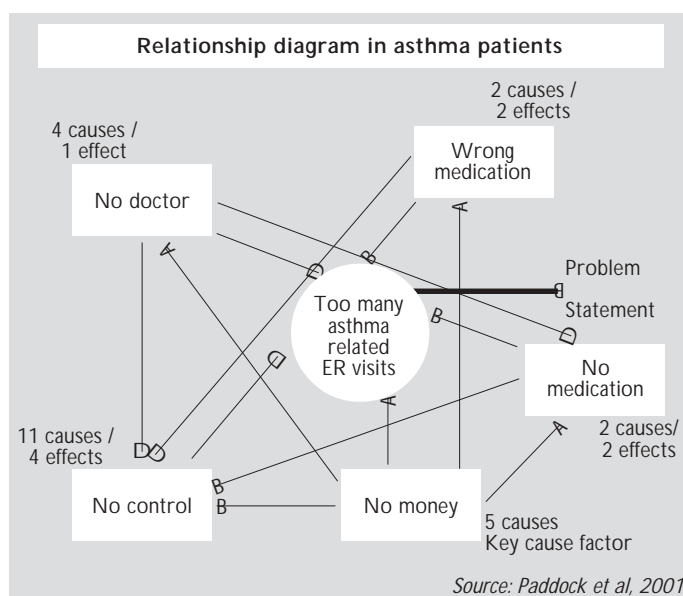 Relationship diagram in asthma patients
2 causes /
2 effects
4 causes /
1 effect
Wrong
medication
No doctor
A
A
D
B
Problem
B
Statement
Too many
asthma
related
ER visits
B
D
D
No
medication
A
A
2 causes/
2 effects
11 causes /
4 effects
D
D
B
B
No control
No money
5 causes
Key cause factor
Source: Paddock et al, 2001